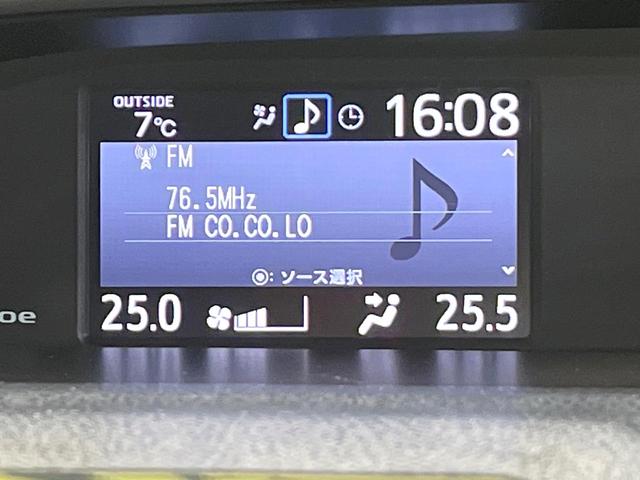 OUTSIDE
7℃
16:08
FM
76.5MHz
FM CO.CO.LO
◉: ソース選択
oe
25.0
25.5